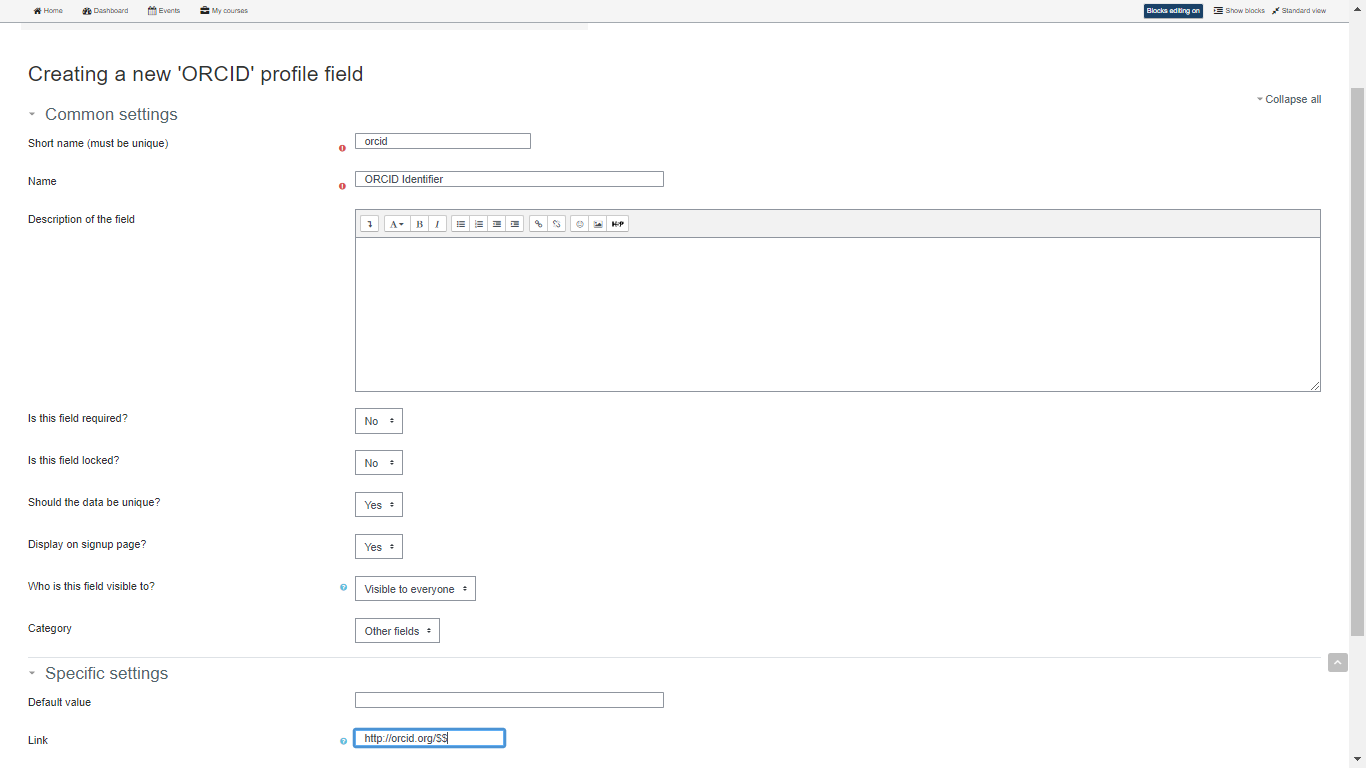 Home Dashboard Events My courses Blocks editing on Show blocks Standard view
Creating a new 'ORCID' profile field
Collapse all
Common settings
Short name (must be unique) orcid
Name ORCID Identifier
Description of the field
A B I H-P
Is this field required? No
Is this field locked? No
Should the data be unique? Yes
Display on signup page? Yes
Who is this field visible to? Visible to everyone
Category Other fields
Specific settings
Default value
Link http://orcid.org/$$